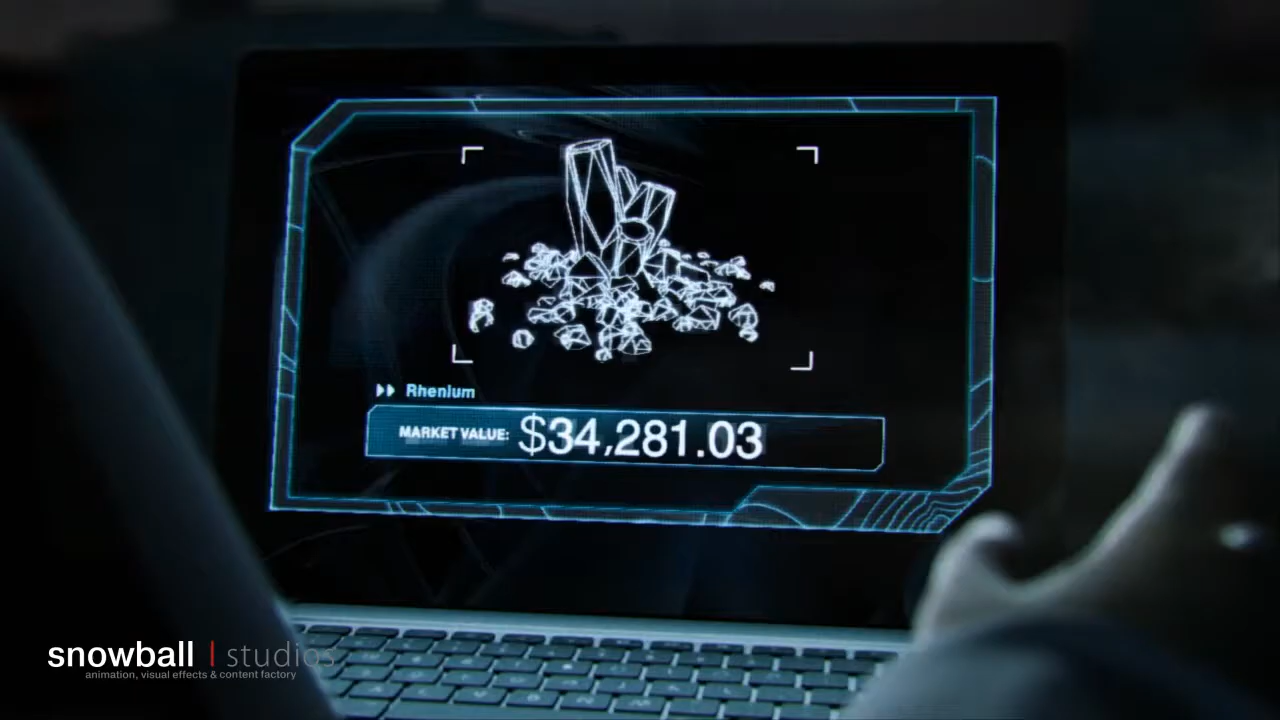 Rhenium
MARKET VALUE: $34,281.03
snowball | studios
animation, visual effects & content factory